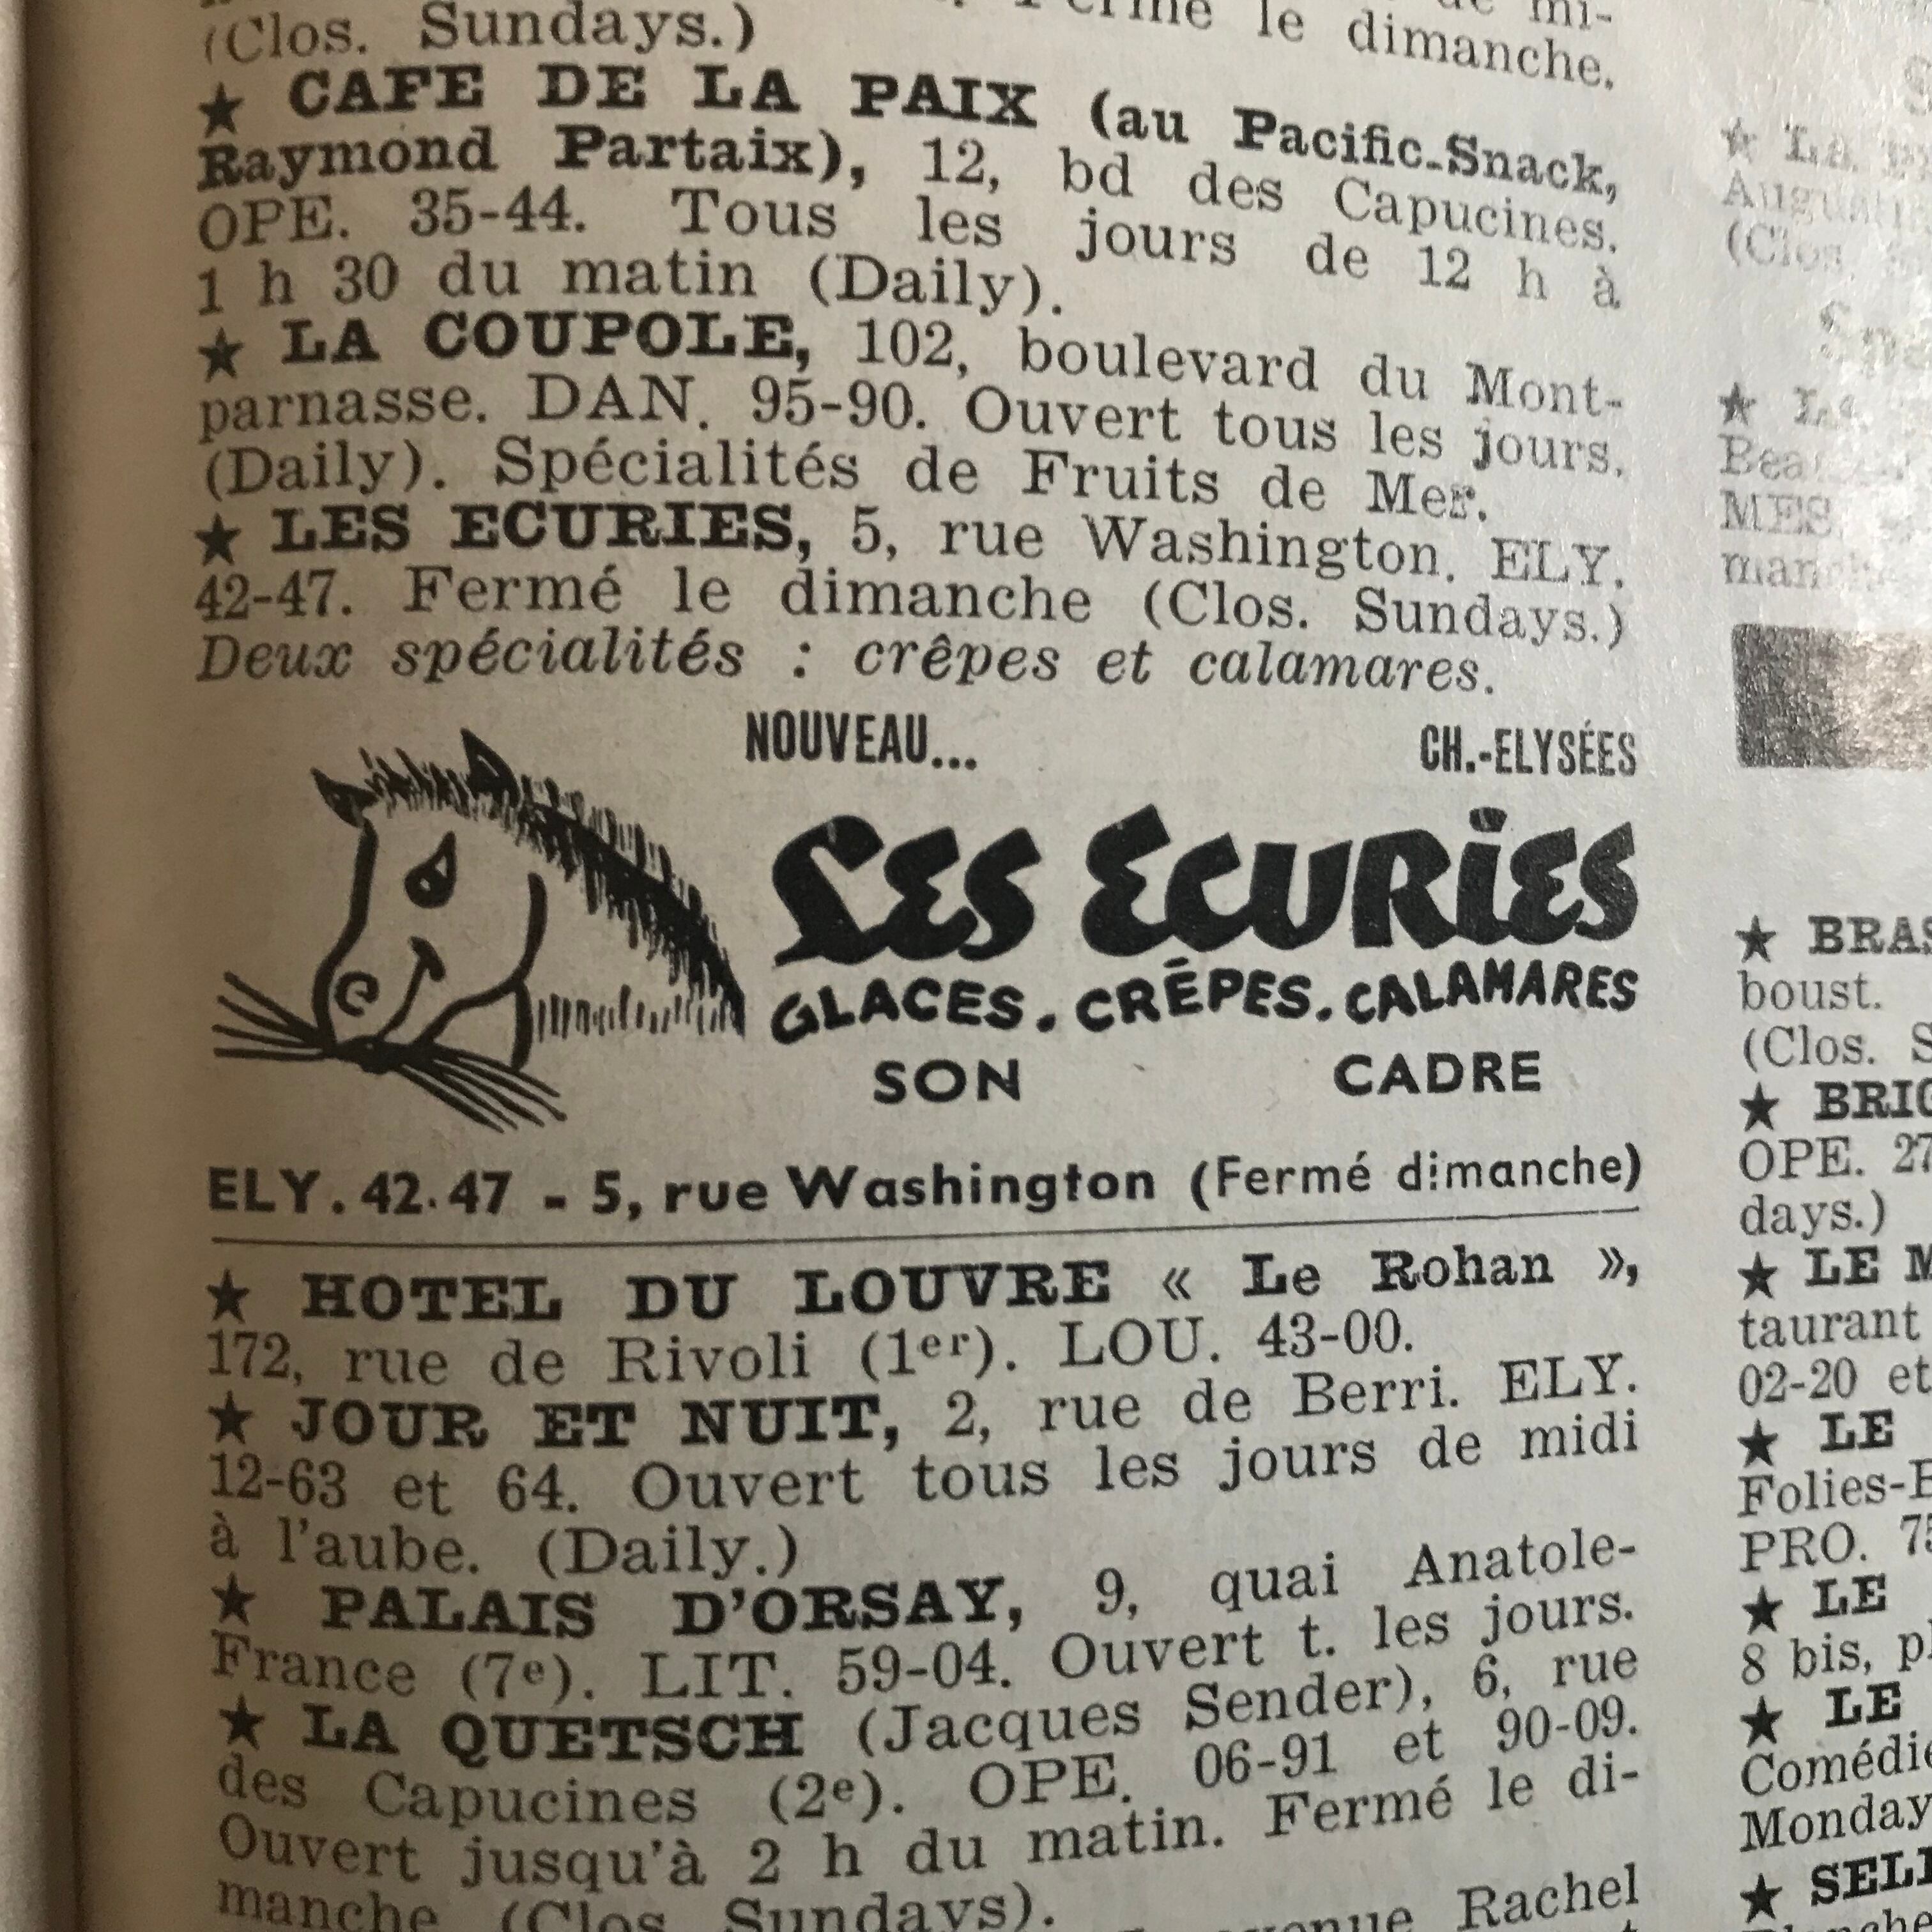 (Clos. Sundays.)
le dimanche.
★ CAFE DE LA PAIX (au Pacific-Snack,
Raymond Partaix), 12, bd des Capucines.
OPE. 35-44. Tous les jours de 12 h à
1 h 30 du matin (Daily).
★ LA COUPOLE, 102, boulevard du Mont-
parnasse. DAN. 95-90. Ouvert tous les jours.
(Daily). Spécialités de Fruits de Mer.
★ LES ECURIES, 5, rue Washington. ELY.
42-47. Fermé le dimanche (Clos. Sundays.)
Deux spécialités : crêpes et calamares.
NOUVEAU... CH.-ELYSÉES
LES ECURIES
GLACES. CRÊPES. CALAMARES
SON CADRE
ELY. 42.47 - 5, rue Washington (Fermé dimanche)
★ HOTEL DU LOUVRE « Le Rohan »,
172, rue de Rivoli (1er). LOU. 43-00.
★ JOUR ET NUIT, 2, rue de Berri. ELY.
12-63 et 64. Ouvert tous les jours de midi
à l'aube. (Daily.)
★ PALAIS D'ORSAY, 9, quai Anatole-
France (7e). LIT. 59-04. Ouvert t. les jours.
★ LA QUETSCH (Jacques Sender), 6, rue
des Capucines (2e). OPE. 06-91 et 90-09.
Ouvert jusqu'à 2 h du matin. Fermé le di-
manche (Clos Sundays).
Rachel
★ LA
(Clos.
★
MES
★ BRAS
boust.
(Clos. S
★ BRIG
OPE. 27
days.)
★ LE M
taurant
02-20 et
★ LE
Folies-B
PRO. 75
★ LE
8 bis, pl
★ LE
Comédie
Monday
★ SELE